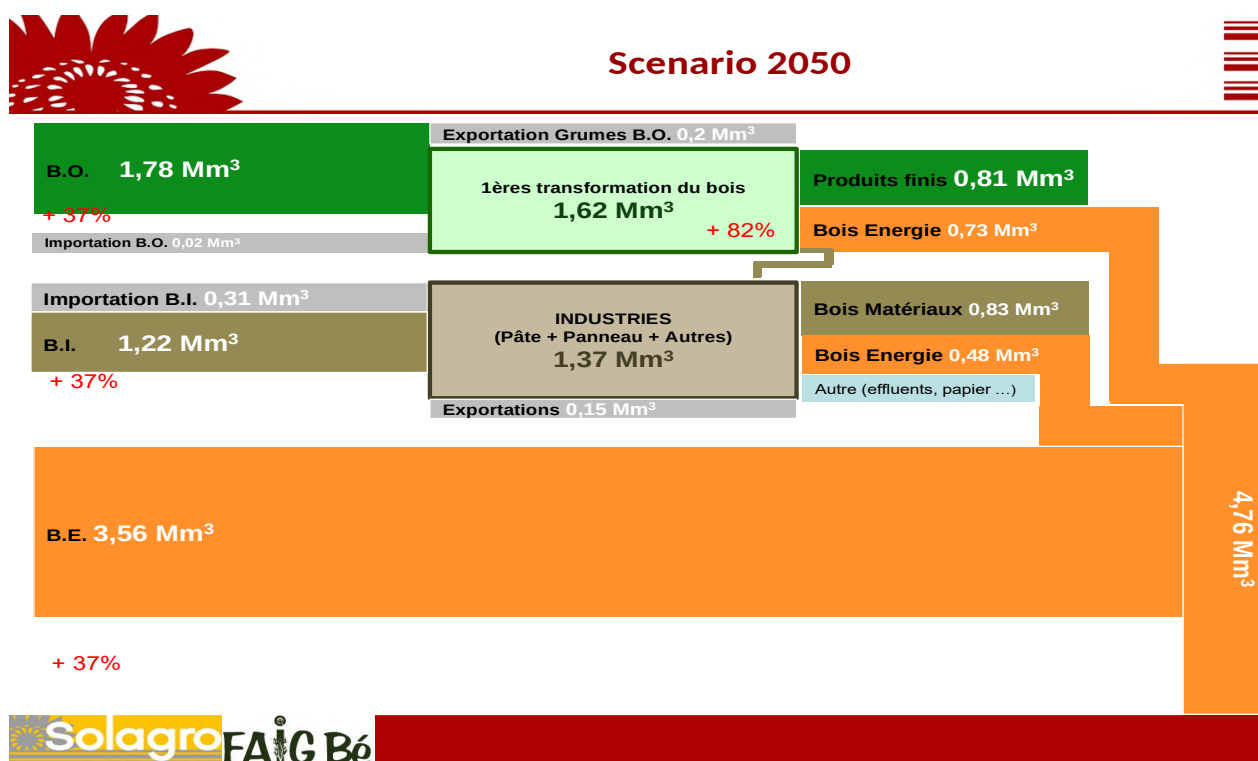 Scenario 2050
Exportation Grumes B.O. 0,2 Mm³
B.O. 1,78 Mm³
+ 37%
Importation B.O. 0,02 Mm³
1ères transformation du bois
1,62 Mm³
+ 82%
Produits finis 0,81 Mm³
Bois Energie 0,73 Mm³
Importation B.I. 0,31 Mm³
B.I. 1,22 Mm³
+ 37%
INDUSTRIES
(Pâte + Panneau + Autres)
1,37 Mm³
Exportations 0,15 Mm³
Bois Matériaux 0,83 Mm³
Bois Energie 0,48 Mm³
Autre (effluents, papier ...)
B.E. 3,56 Mm³
4,76 Mm³
+ 37%
Solagro
FAIG Bé